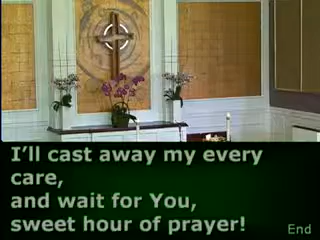 I'll cast away my every
care,
and wait for You,
sweet hour of prayer!
End